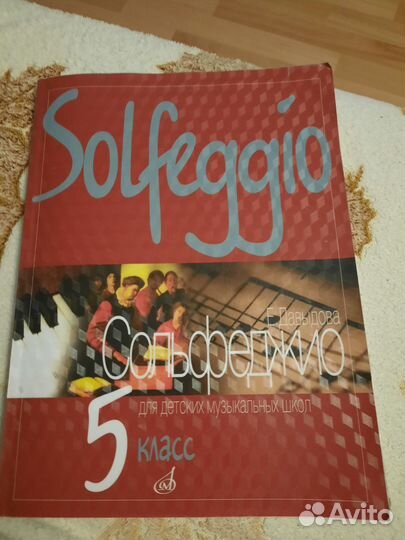 Solfeggio
Е. Давыдова
Сольфеджио
для детских музыкальных школ
5 класс
Avito